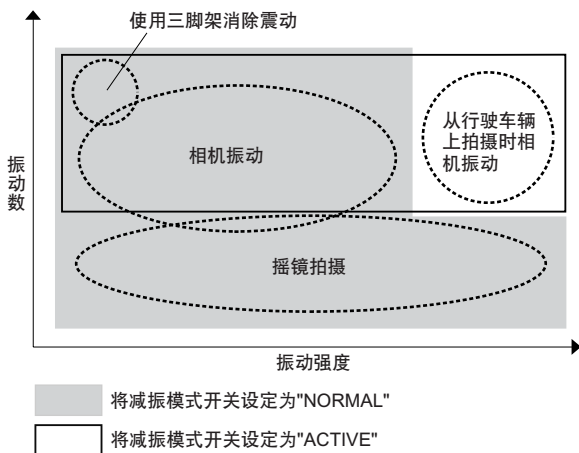 使用三脚架消除震动
相机振动
从行驶车辆
上拍摄时相
机振动
振动数
摇镜拍摄
振动强度
将减振模式开关设定为"NORMAL"
将减振模式开关设定为"ACTIVE"